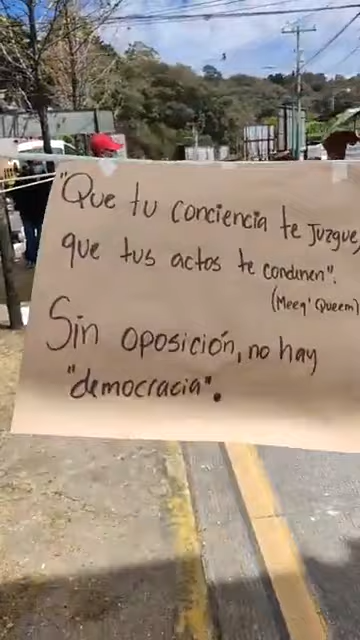 "Que tu conciencia te Juzgue,
que tus actos te condenen".
(Meeq' Queem)
Sin oposición, no hay
"democracia".